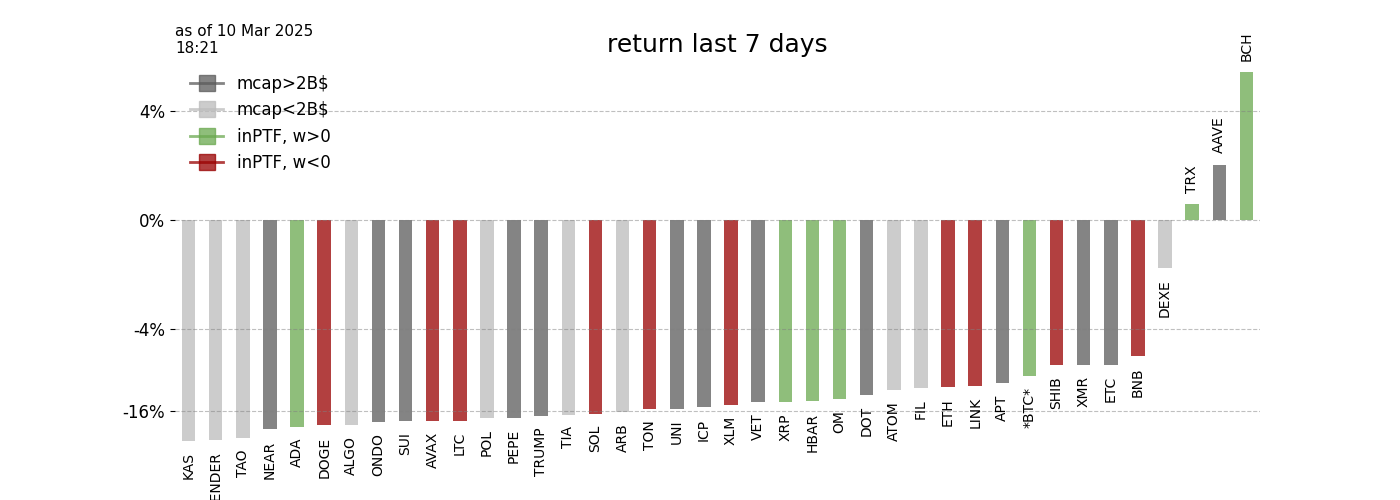 as of 10 Mar 2025
18:21
return last 7 days
mcap>2B$
mcap<2B$
inPTF, w>0
inPTF, w<0
4%
0%
-4%
-16%
KAS
ENDER
TAO
NEAR
ADA
DOGE
ALGO
ONDO
SUI
AVAX
LTC
POL
PEPE
TRUMP
TIA
SOL
ARB
TON
UNI
ICP
XLM
VET
XRP
HBAR
OM
DOT
ATOM
FIL
ETH
LINK
APT
*BTC*
SHIB
XMR
ETC
BNB
DEXE
TRX
AAVE
BCH